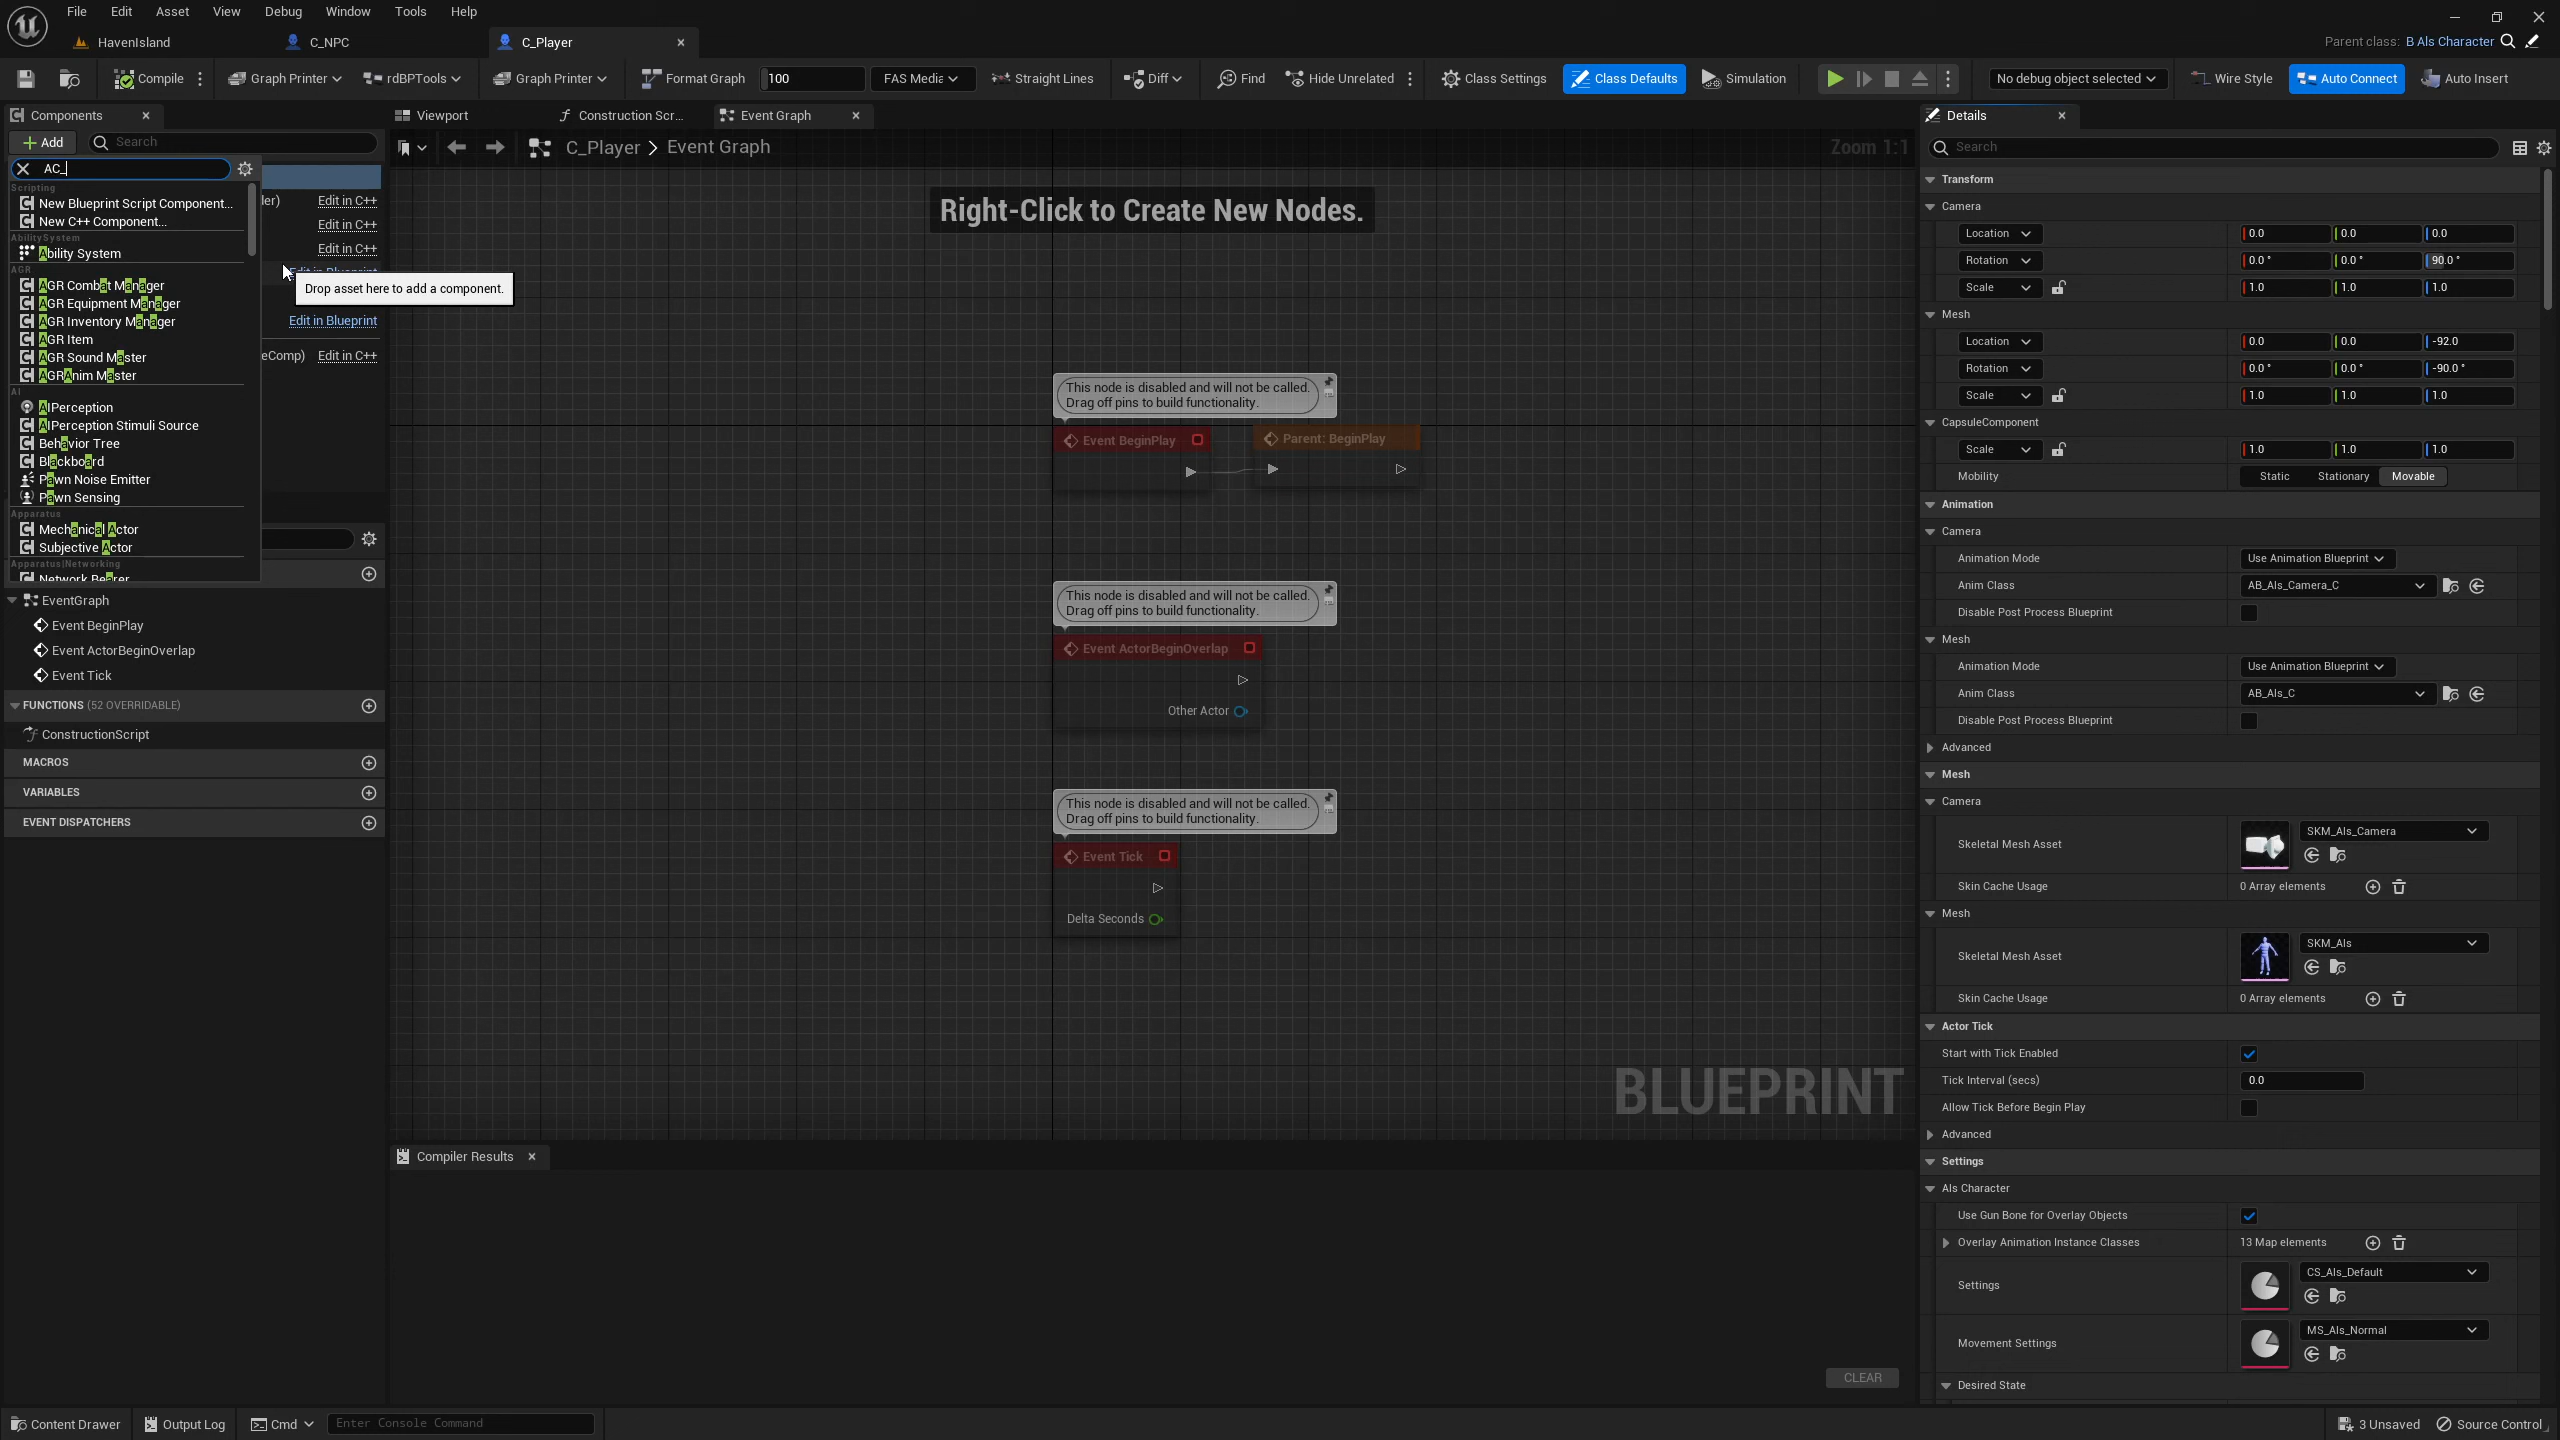 File Edit Asset View Debug Window Tools Help
HavenIsland C_NPC C_Player Parent class: B Als Character
Compile Graph Printer rdBPTools Graph Printer Format Graph 100 FAS Medic Straight Lines Diff Find Hide Unrelated Class Settings Class Defaults Simulation No debug object selected Wire Style Auto Connect Auto Insert
Components Viewport Construction Scr... Event Graph Details
Add Search C_Player > Event Graph Zoom 1:1 Search
AC_
Scripting
New Blueprint Script Component...
New C++ Component...
AbilitySystem
Ability System
AGR
AGR Combat Manager
AGR Equipment Manager
AGR Inventory Manager
AGR Item
AGR Sound Master
AGRAnim Master
AI
AIPerception
AIPerception Stimuli Source
Behavior Tree
Blackboard
Pawn Noise Emitter
Pawn Sensing
Apparatus
Mechanical Actor
Subjective Actor
Apparatus|Networking
Network Bearer
ler) Edit in C++
Edit in C++
Edit in C++
Edit in Blueprint
Drop asset here to add a component.
Edit in Blueprint
eComp) Edit in C++
EventGraph
Event BeginPlay
Event ActorBeginOverlap
Event Tick
FUNCTIONS (52 OVERRIDABLE)
ConstructionScript
MACROS
VARIABLES
EVENT DISPATCHERS
Right-Click to Create New Nodes.
This node is disabled and will not be called.
Drag off pins to build functionality.
Event BeginPlay Parent: BeginPlay
This node is disabled and will not be called.
Drag off pins to build functionality.
Event ActorBeginOverlap
Other Actor
This node is disabled and will not be called.
Drag off pins to build functionality.
Event Tick
Delta Seconds
BLUEPRINT
Compiler Results
CLEAR
Transform
Camera
Location 0.0 0.0 0.0
Rotation 0.0 ° 0.0 ° 90.0 °
Scale 1.0 1.0 1.0
Mesh
Location 0.0 0.0 -92.0
Rotation 0.0 ° 0.0 ° -90.0 °
Scale 1.0 1.0 1.0
CapsuleComponent
Scale 1.0 1.0 1.0
Mobility Static Stationary Movable
Animation
Camera
Animation Mode Use Animation Blueprint
Anim Class AB_Als_Camera_C
Disable Post Process Blueprint
Mesh
Animation Mode Use Animation Blueprint
Anim Class AB_Als_C
Disable Post Process Blueprint
Advanced
Mesh
Camera
Skeletal Mesh Asset SKM_Als_Camera
Skin Cache Usage 0 Array elements
Mesh
Skeletal Mesh Asset SKM_Als
Skin Cache Usage 0 Array elements
Actor Tick
Start with Tick Enabled
Tick Interval (secs) 0.0
Allow Tick Before Begin Play
Advanced
Settings
Als Character
Use Gun Bone for Overlay Objects
Overlay Animation Instance Classes 13 Map elements
Settings CS_Als_Default
Movement Settings MS_Als_Normal
Desired State
Content Drawer Output Log Cmd Enter Console Command 3 Unsaved Source Control